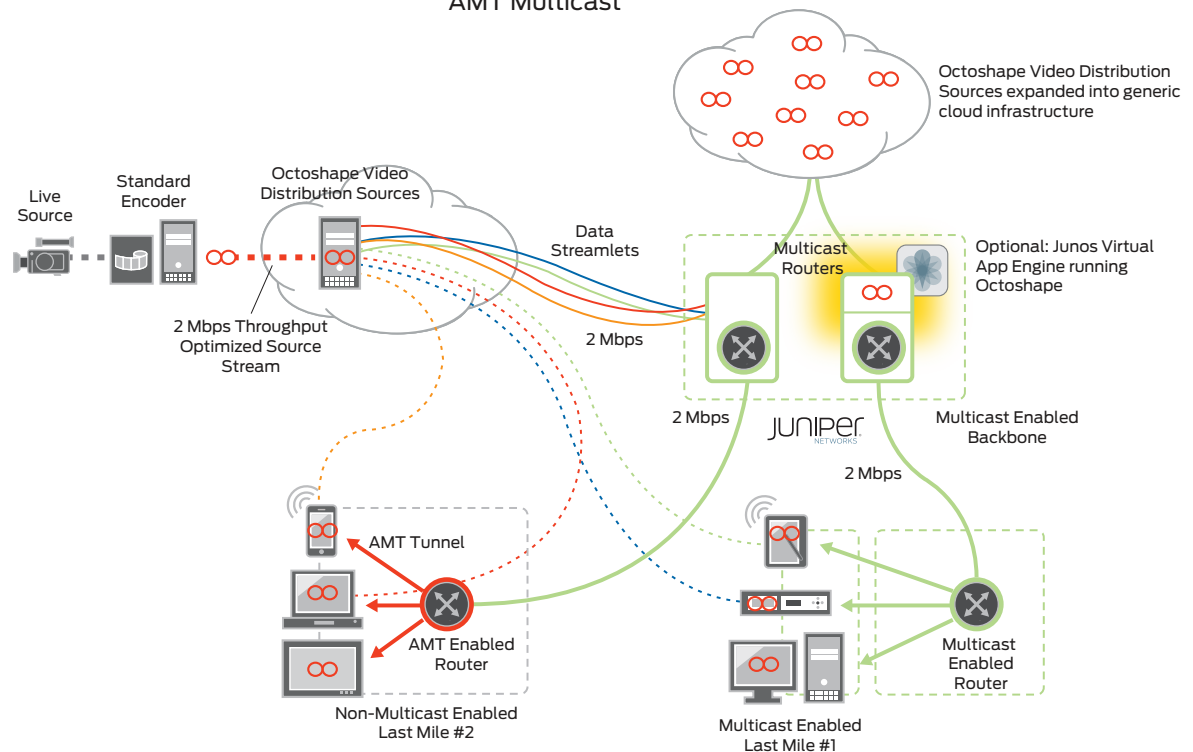 AMT Multicast
Octoshape Video Distribution
Sources expanded into generic
cloud infrastructure
Live
Source
Standard
Encoder
Octoshape Video
Distribution Sources
2 Mbps Throughput
Optimized Source
Stream
Data
Streamlets
2 Mbps
Multicast
Routers
Optional: Junos Virtual
App Engine running
Octoshape
2 Mbps
JUNIPER
NETWORKS
Multicast Enabled
Backbone
2 Mbps
AMT Tunnel
AMT Enabled
Router
Non-Multicast Enabled
Last Mile #2
Multicast
Enabled
Router
Multicast Enabled
Last Mile #1